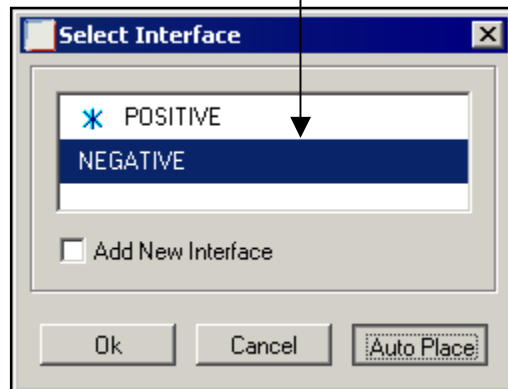 Select Interface
POSITIVE
NEGATIVE
Add New Interface
Ok Cancel Auto Place